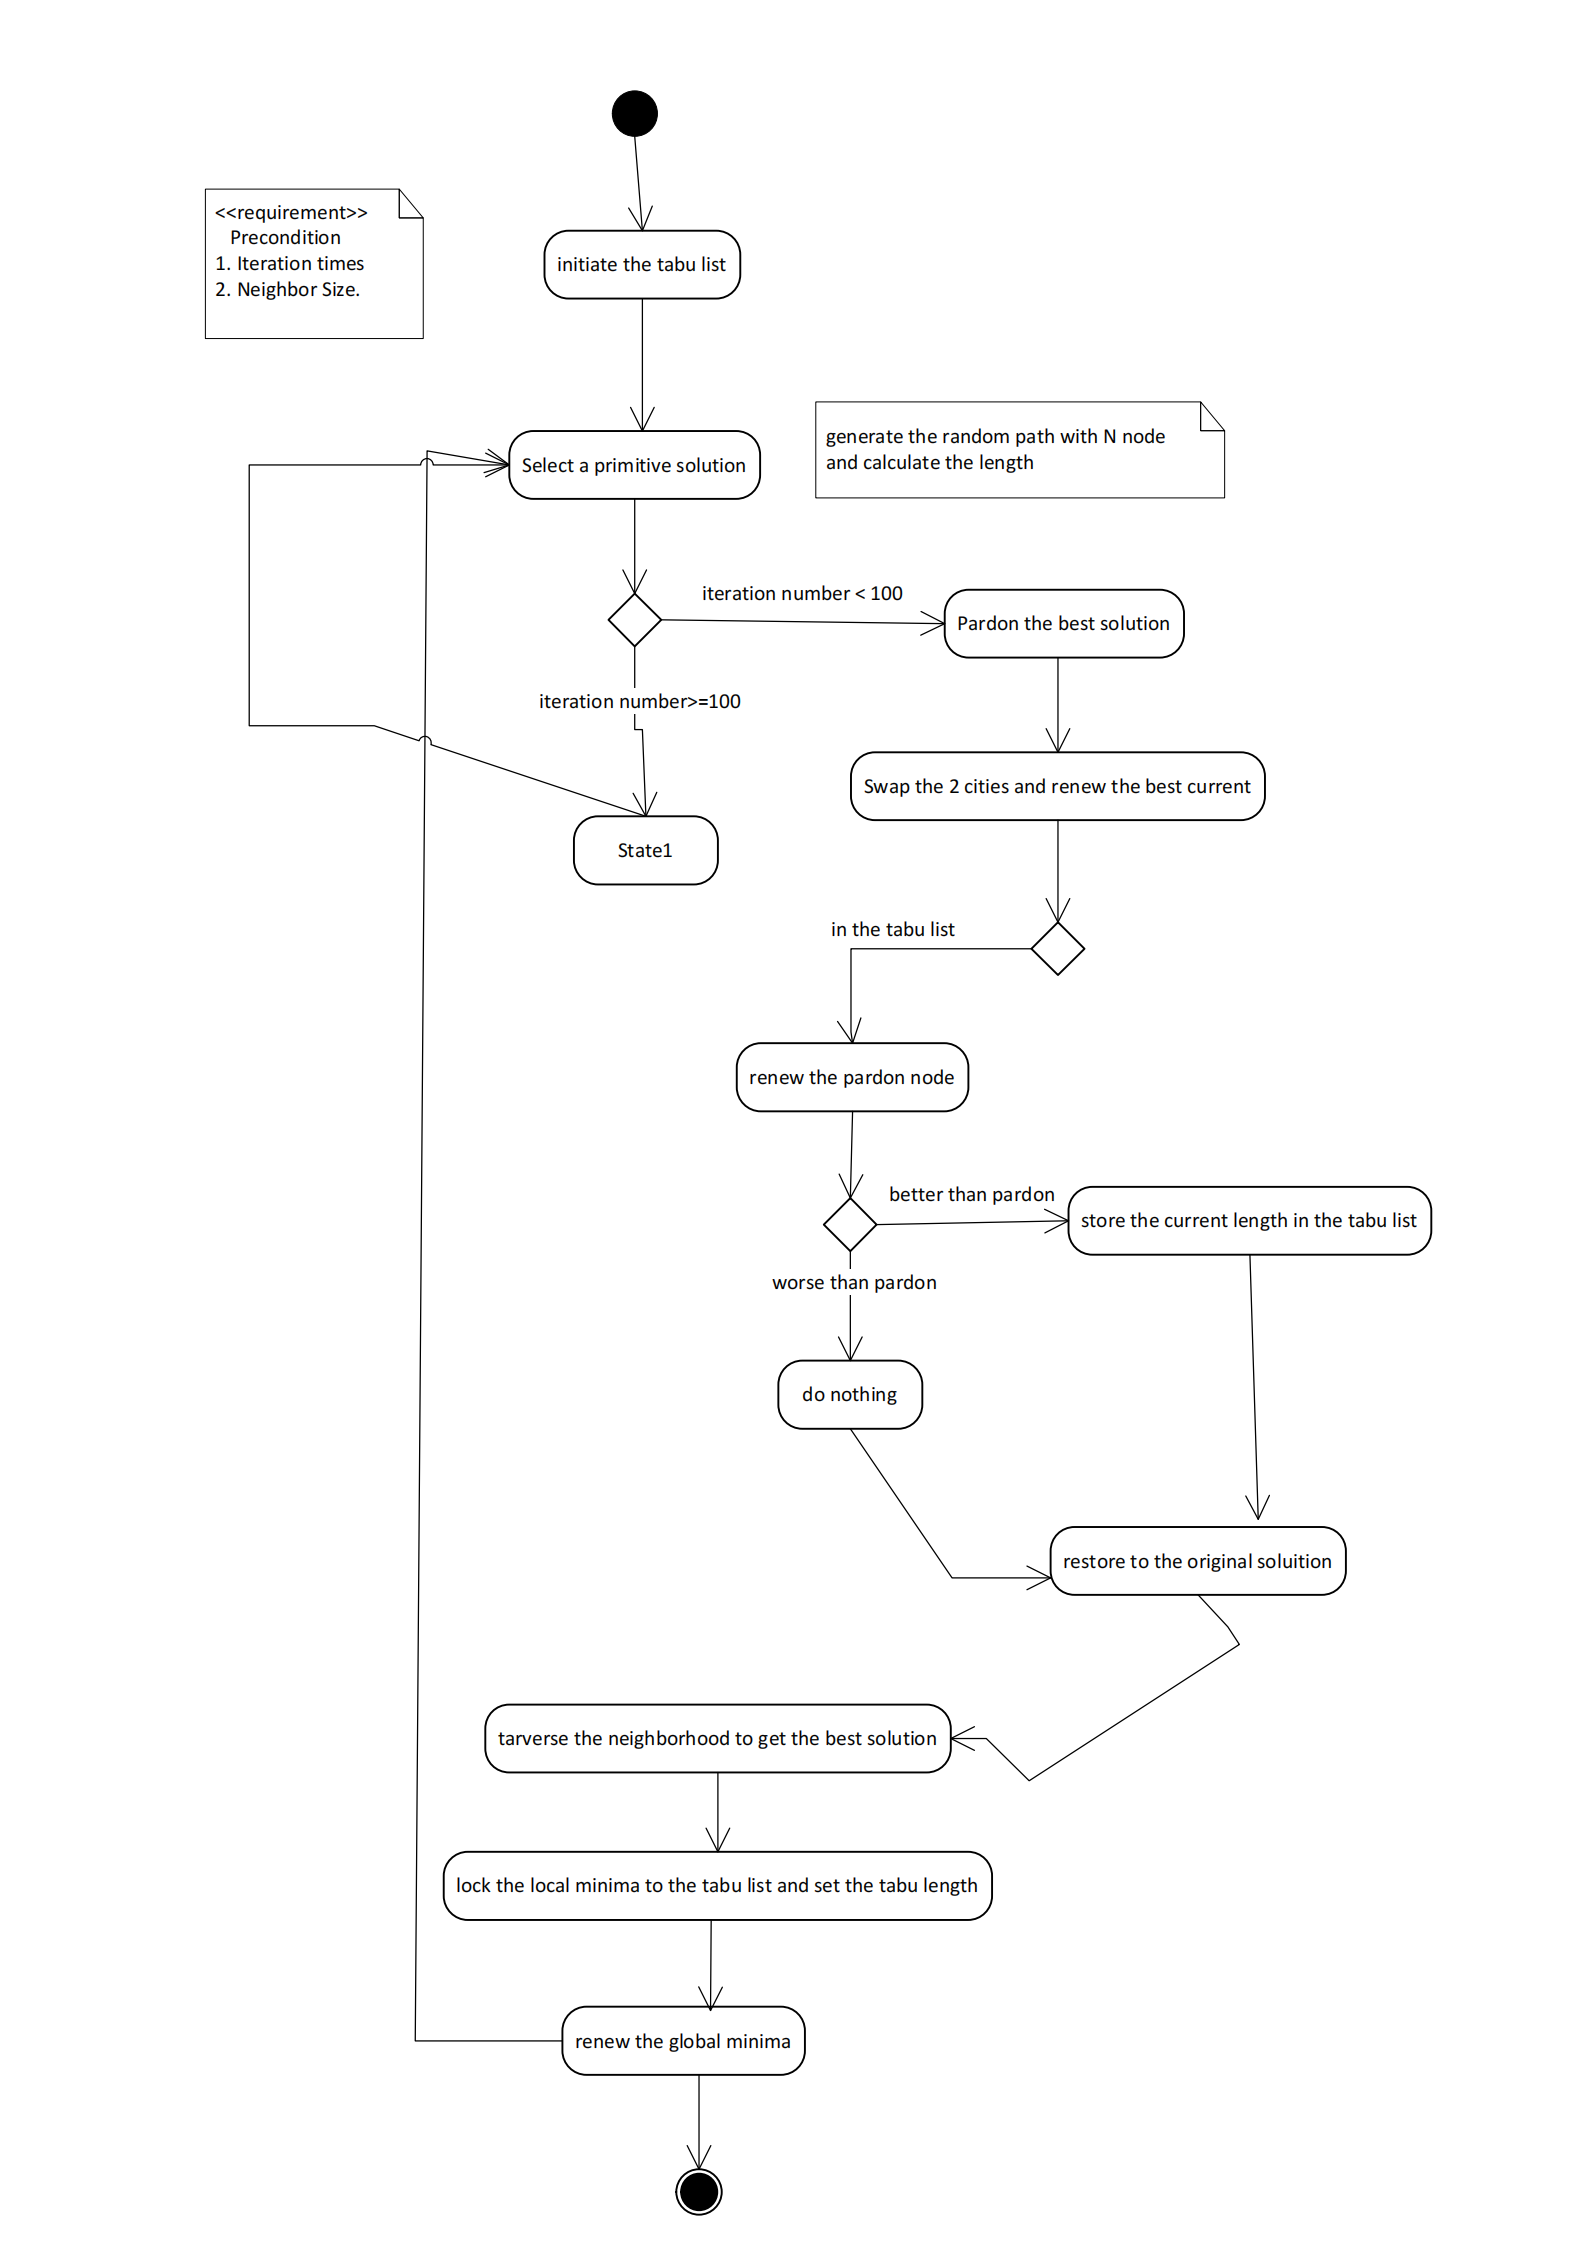 <<requirement>>
Precondition
1. Iteration times
2. Neighbor Size.
initiate the tabu list
generate the random path with N node
and calculate the length
Select a primitive solution
iteration number < 100
Pardon the best solution
iteration number>=100
Swap the 2 cities and renew the best current
State1
in the tabu list
renew the pardon node
better than pardon
store the current length in the tabu list
worse than pardon
do nothing
restore to the original soluition
tarverse the neighborhood to get the best solution
lock the local minima to the tabu list and set the tabu length
renew the global minima